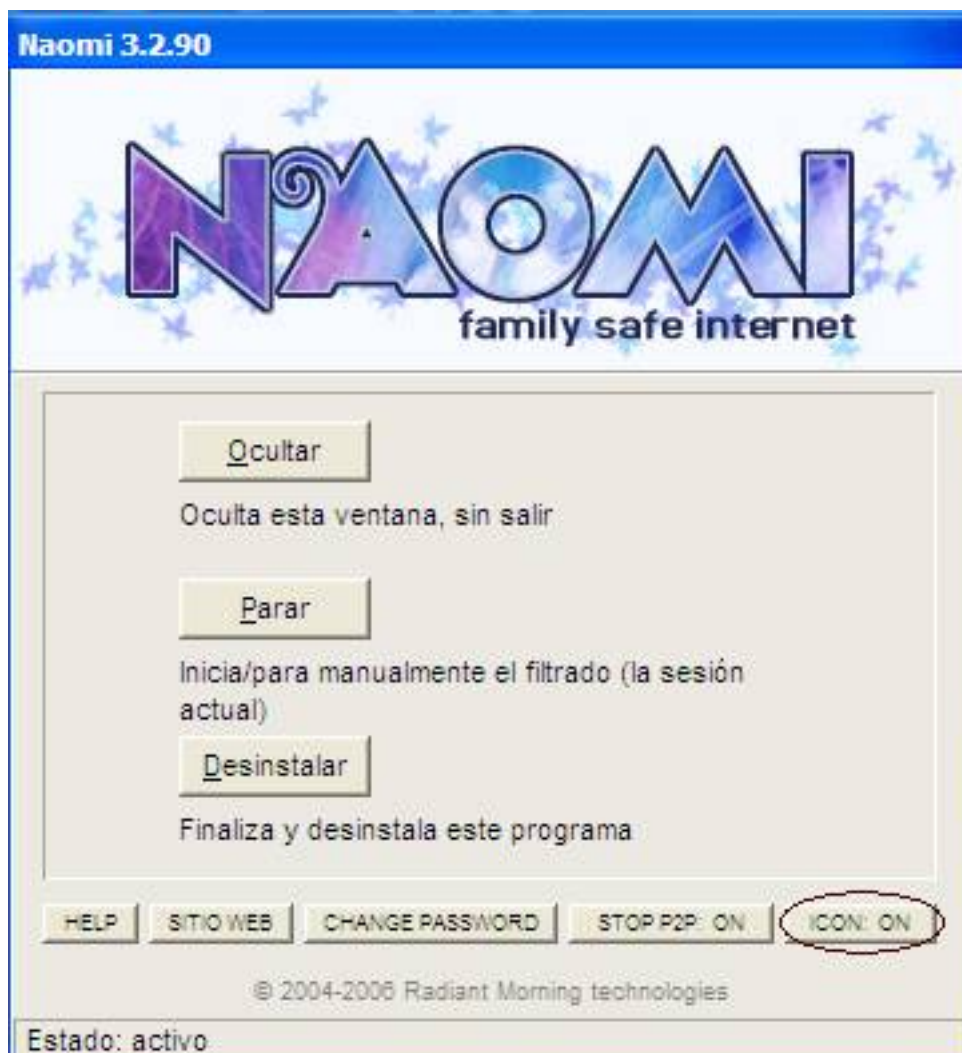 Naomi 3.2.90
NAOMI
family safe internet
Ocultar
Oculta esta ventana, sin salir
Parar
Inicia/para manualmente el filtrado (la sesión
actual)
Desinstalar
Finaliza y desinstala este programa
HELP SITIO WEB CHANGE PASSWORD STOP P2P: ON ICON: ON
© 2004-2006 Radiant Morning technologies
Estado: activo